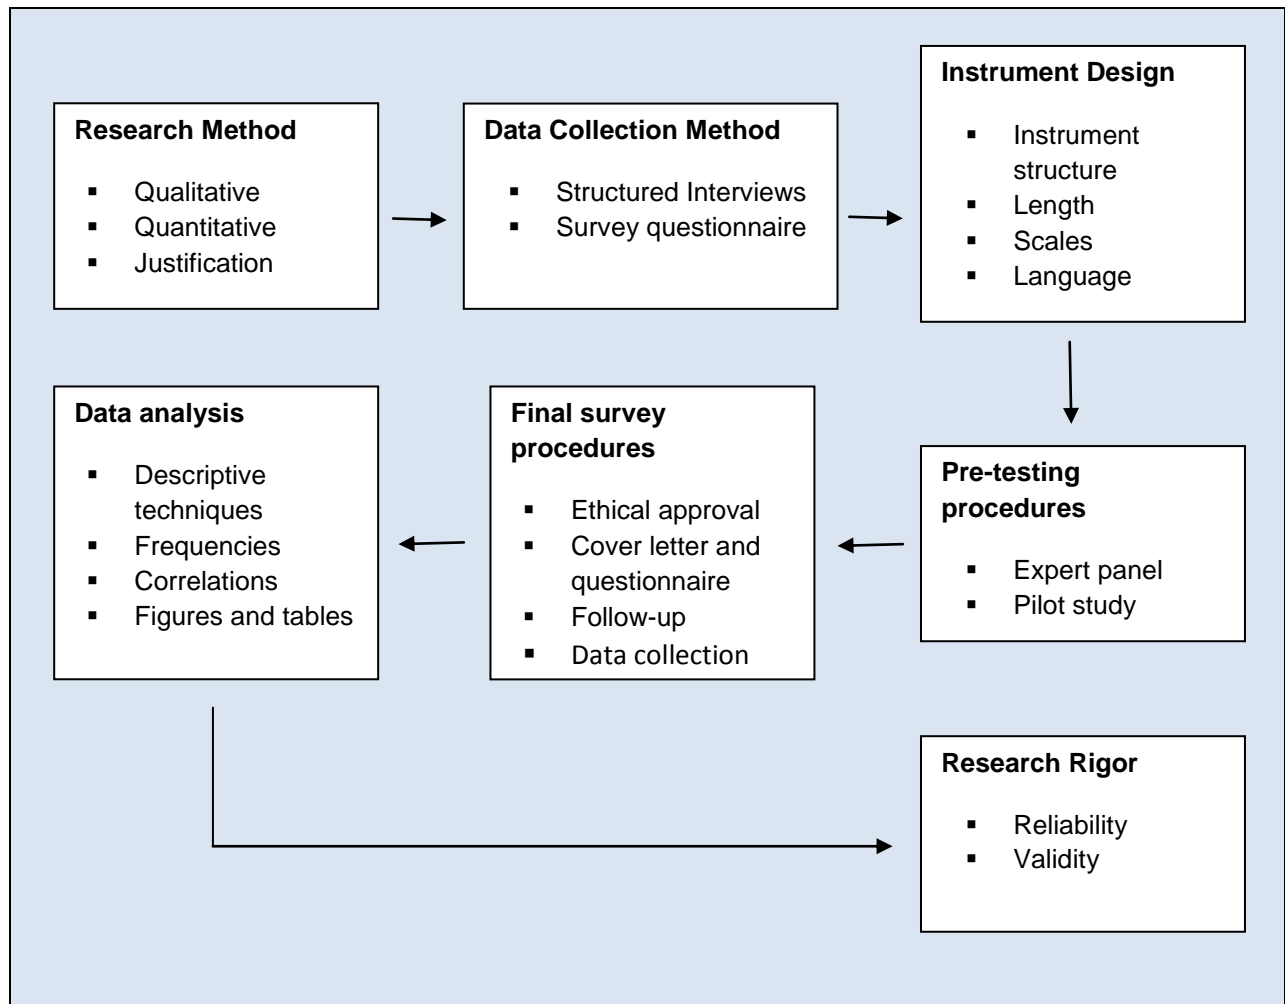 Research Method
▪ Qualitative
▪ Quantitative
▪ Justification
Data Collection Method
▪ Structured Interviews
▪ Survey questionnaire
Instrument Design
▪ Instrument
structure
▪ Length
▪ Scales
▪ Language
Pre-testing
procedures
▪ Expert panel
▪ Pilot study
Final survey
procedures
▪ Ethical approval
▪ Cover letter and
questionnaire
▪ Follow-up
▪ Data collection
Data analysis
▪ Descriptive
techniques
▪ Frequencies
▪ Correlations
▪ Figures and tables
Research Rigor
▪ Reliability
▪ Validity